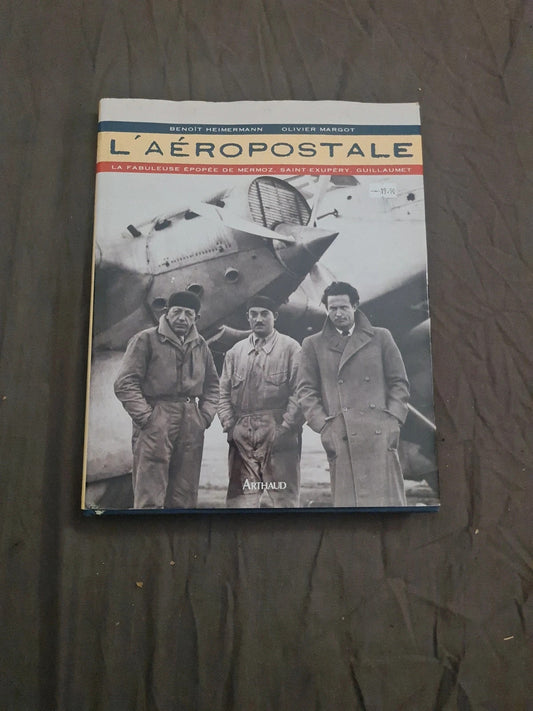 BENOÎT HEIMERMANN OLIVIER MARGOT
L'AÉROPOSTALE
LA FABULEUSE ÉPOPÉE DE MERMOZ, SAINT-EXUPÉRY, GUILLAUMET
ARTHAUD